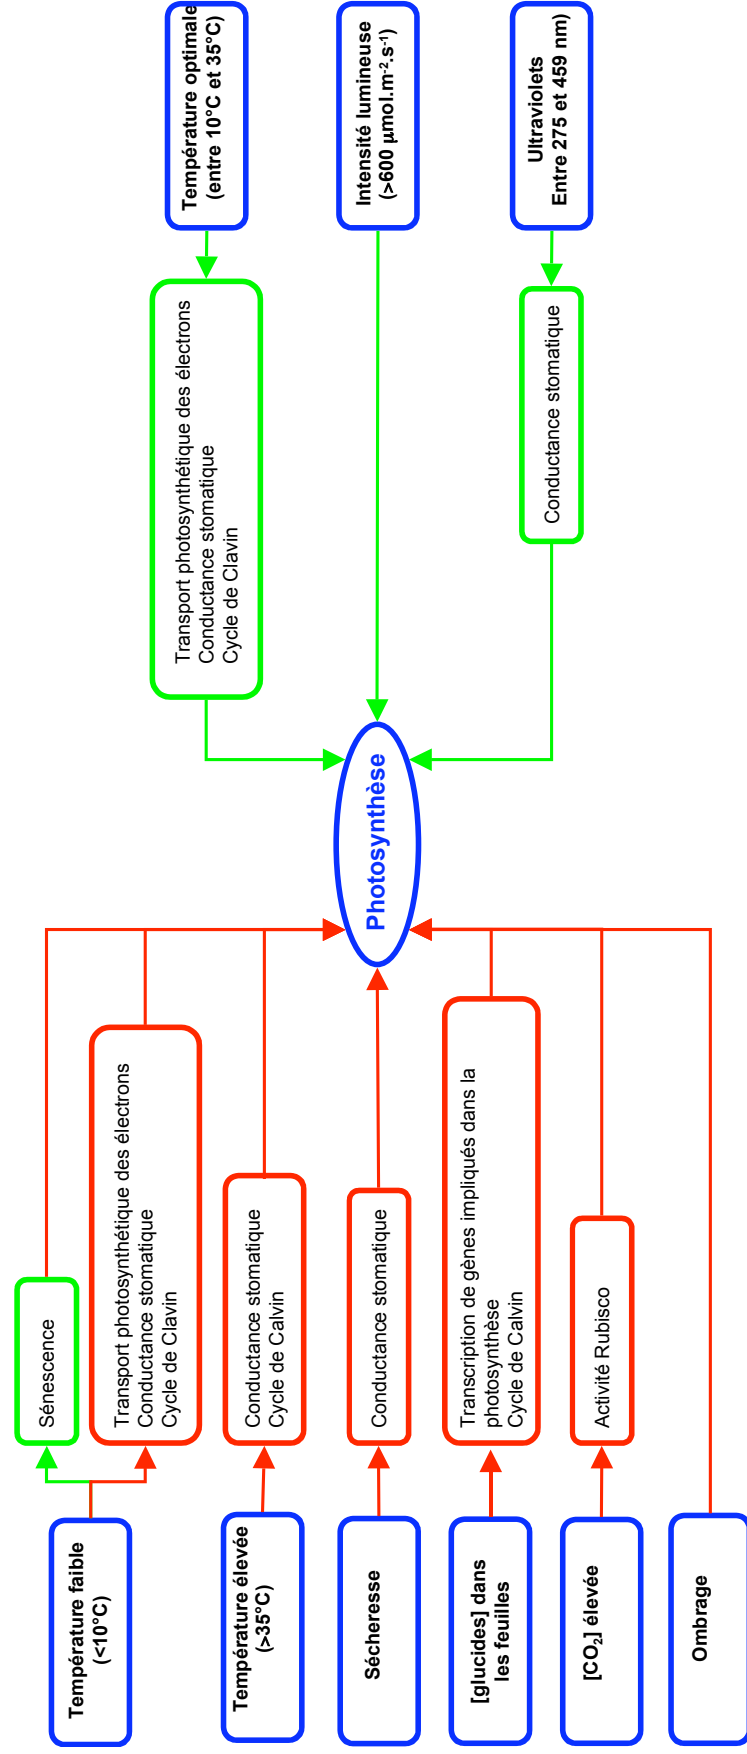 Température faible
(<10°C)
Température élevée
(>35°C)
Sécheresse
[glucides] dans
les feuilles
[CO₂] élevée
Ombrage
Sénescence
Transport photosynthétique des électrons
Conductance stomatique
Cycle de Clavin
Conductance stomatique
Cycle de Calvin
Conductance stomatique
Transcription de gènes impliqués dans la
photosynthèse
Cycle de Calvin
Activité Rubisco
Photosynthèse
Transport photosynthétique des électrons
Conductance stomatique
Cycle de Clavin
Conductance stomatique
Température optimale
(entre 10°C et 35°C)
Intensité lumineuse
(>600 µmol.m⁻².s⁻¹)
Ultraviolets
Entre 275 et 459 nm)